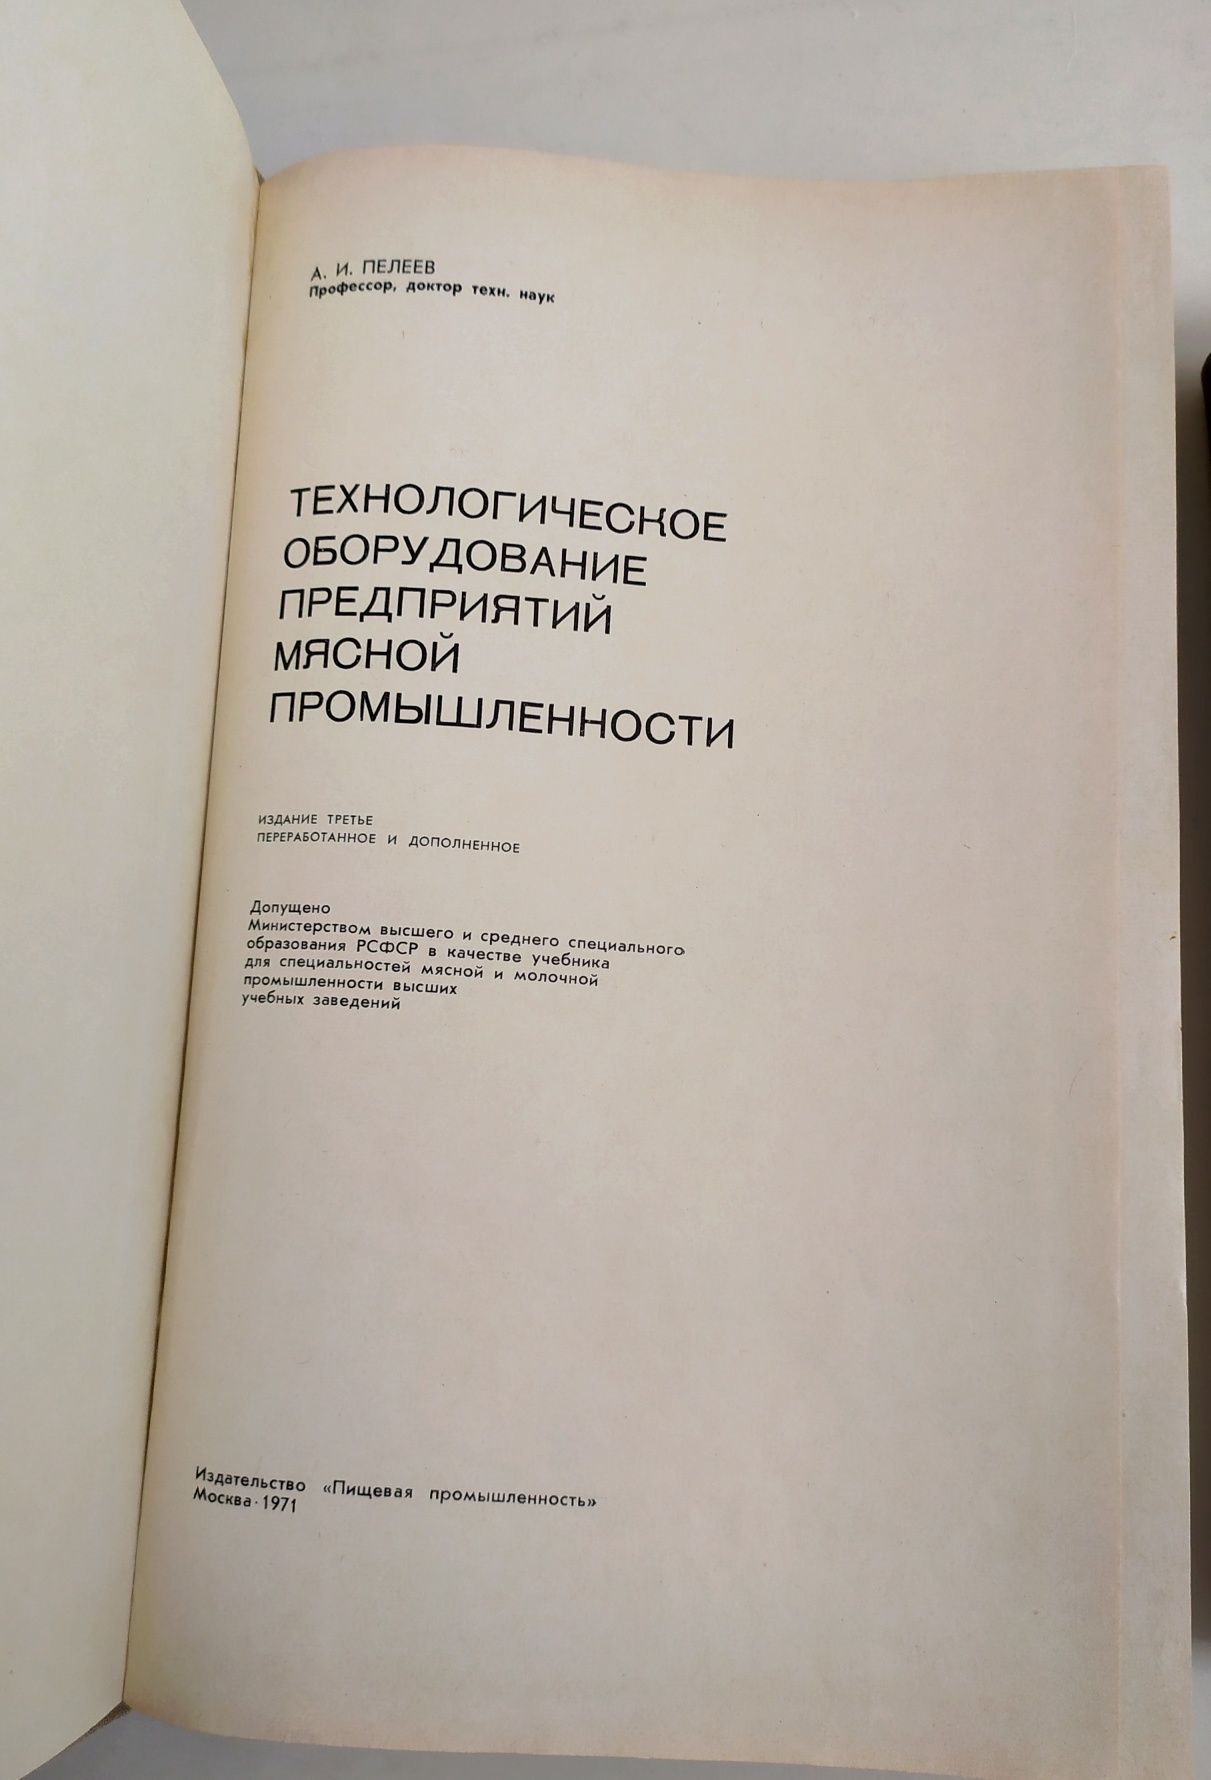 А. И. ПЕЛЕЕВ
Профессор, доктор техн. наук
ТЕХНОЛОГИЧЕСКОЕ
ОБОРУДОВАНИЕ
ПРЕДПРИЯТИЙ
МЯСНОЙ
ПРОМЫШЛЕННОСТИ
ИЗДАНИЕ ТРЕТЬЕ
ПЕРЕРАБОТАННОЕ И ДОПОЛНЕННОЕ
Допущено
Министерством высшего и среднего специального
образования РСФСР в качестве учебника
для специальностей мясной и молочной
промышленности высших
учебных заведений
Издательство «Пищевая промышленность»
Москва · 1971